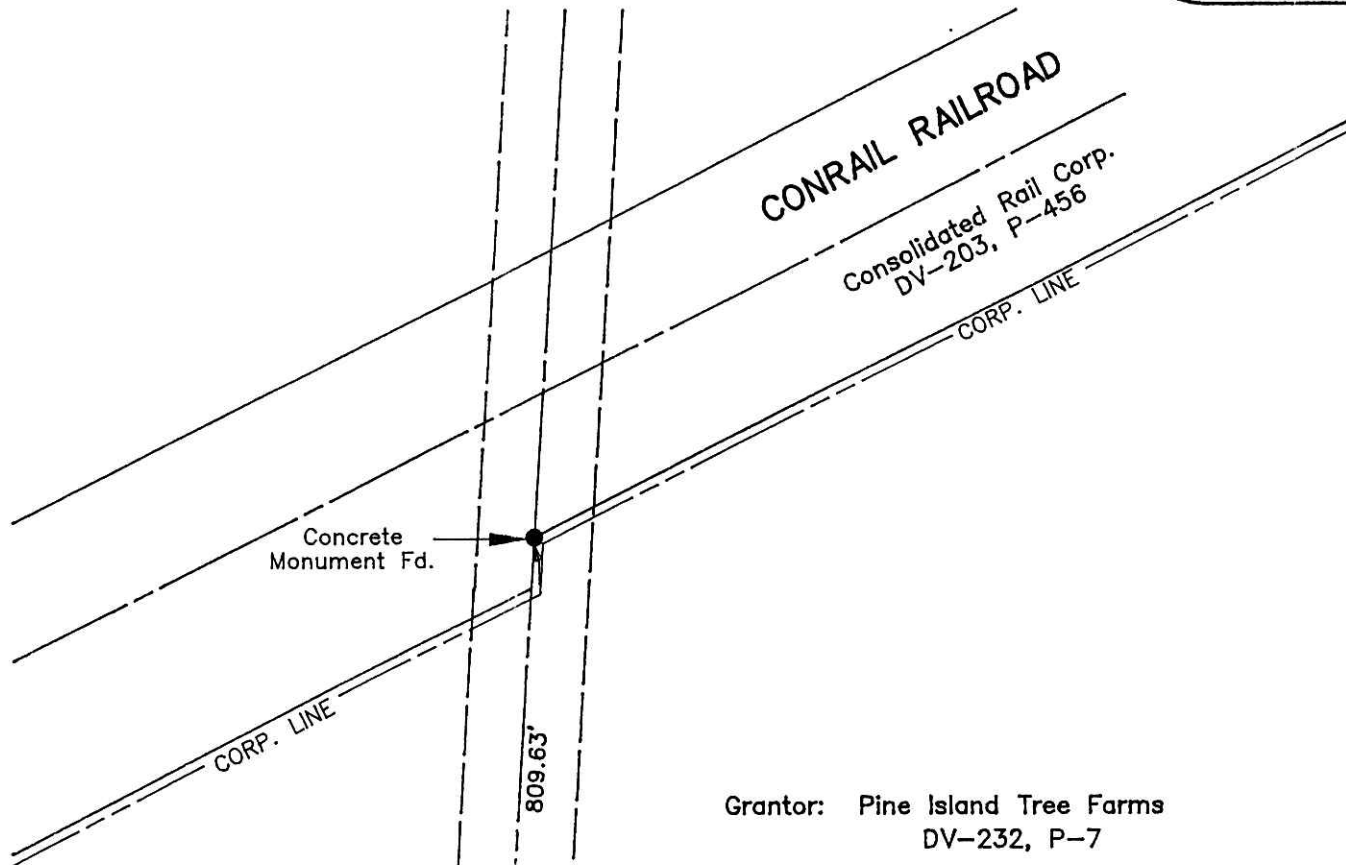 CONRAIL RAILROAD
Consolidated Rail Corp.
DV-203, P-456
CORP. LINE
Concrete
Monument Fd.
CORP. LINE
809.63'
Grantor: Pine Island Tree Farms
DV-232, P-7